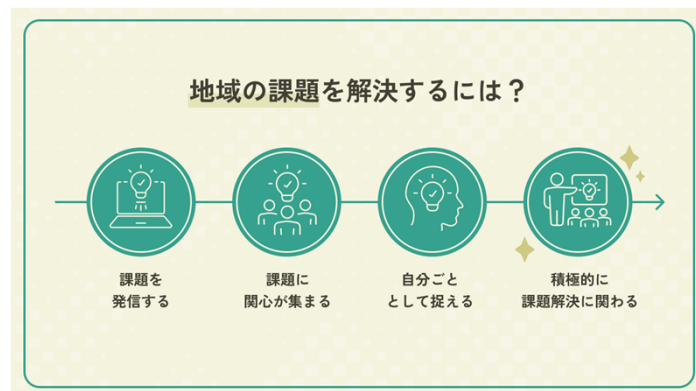 地域の課題を解決するには？
課題を
発信する
課題に
関心が集まる
自分ごと
として捉える
積極的に
課題解決に関わる